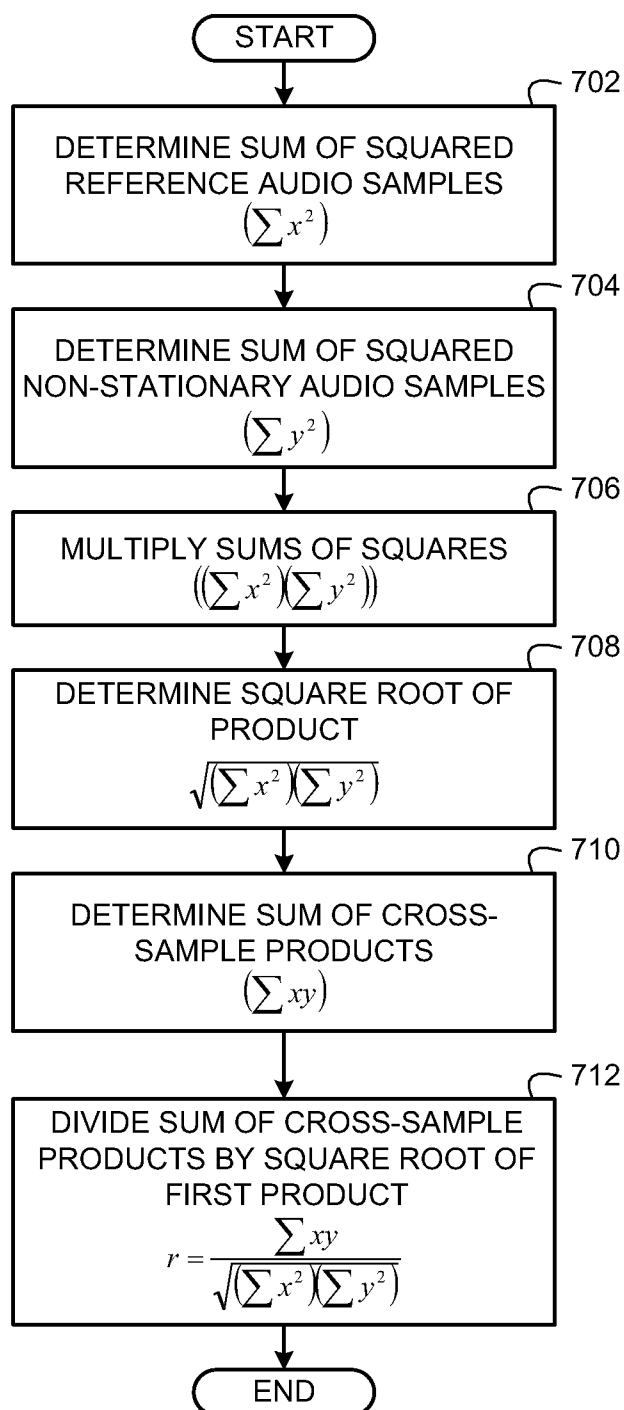 START
702
DETERMINE SUM OF SQUARED
REFERENCE AUDIO SAMPLES
(∑ x²)
704
DETERMINE SUM OF SQUARED
NON-STATIONARY AUDIO SAMPLES
(∑ y²)
706
MULTIPLY SUMS OF SQUARES
((∑ x²)(∑ y²))
708
DETERMINE SQUARE ROOT OF
PRODUCT
√(∑ x²)(∑ y²)
710
DETERMINE SUM OF CROSS-
SAMPLE PRODUCTS
(∑ xy)
712
DIVIDE SUM OF CROSS-SAMPLE
PRODUCTS BY SQUARE ROOT OF
FIRST PRODUCT
r = ∑ xy / √(∑ x²)(∑ y²)
END